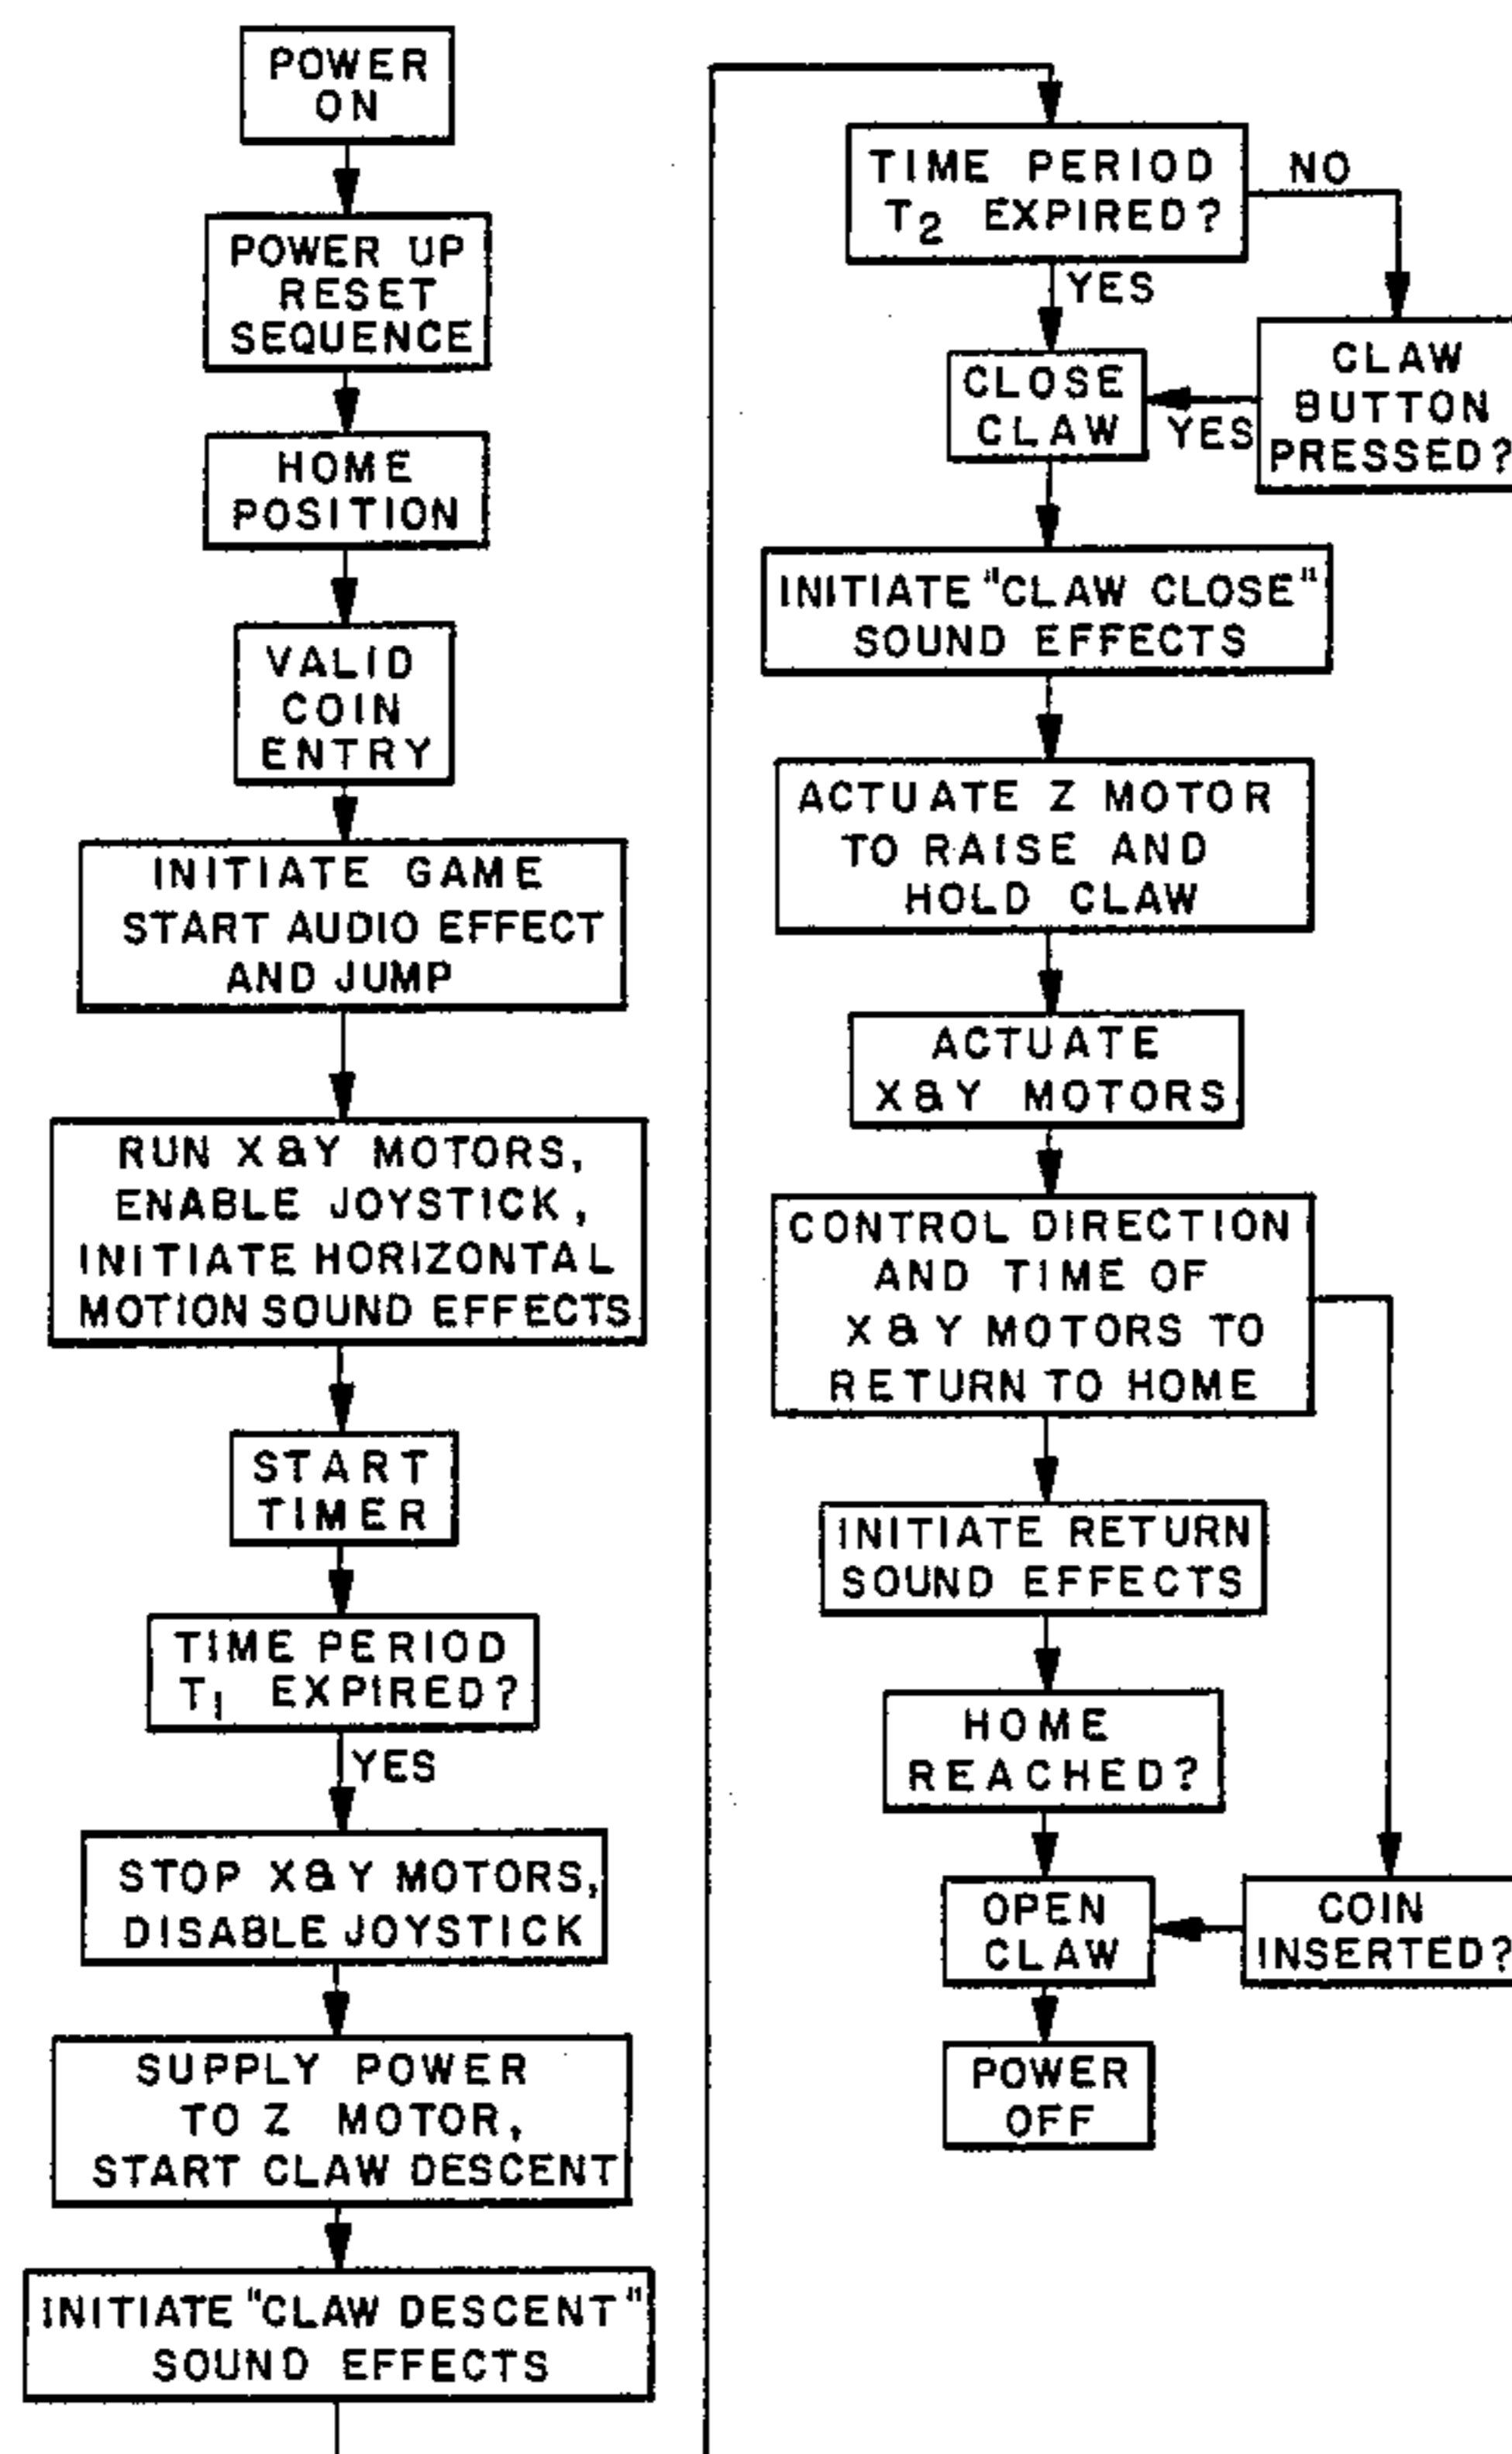 POWER
ON
POWER UP
RESET
SEQUENCE
HOME
POSITION
VALID
COIN
ENTRY
INITIATE GAME
START AUDIO EFFECT
AND JUMP
RUN X&Y MOTORS,
ENABLE JOYSTICK,
INITIATE HORIZONTAL
MOTION SOUND EFFECTS
START
TIMER
TIME PERIOD
T1 EXPIRED?
YES
STOP X&Y MOTORS,
DISABLE JOYSTICK
SUPPLY POWER
TO Z MOTOR,
START CLAW DESCENT
INITIATE "CLAW DESCENT"
SOUND EFFECTS
TIME PERIOD
T2 EXPIRED?
NO
YES
CLAW
BUTTON
PRESSED?
YES
CLOSE
CLAW
INITIATE "CLAW CLOSE"
SOUND EFFECTS
ACTUATE Z MOTOR
TO RAISE AND
HOLD CLAW
ACTUATE
X&Y MOTORS
CONTROL DIRECTION
AND TIME OF
X&Y MOTORS TO
RETURN TO HOME
INITIATE RETURN
SOUND EFFECTS
HOME
REACHED?
OPEN
CLAW
COIN
INSERTED?
POWER
OFF